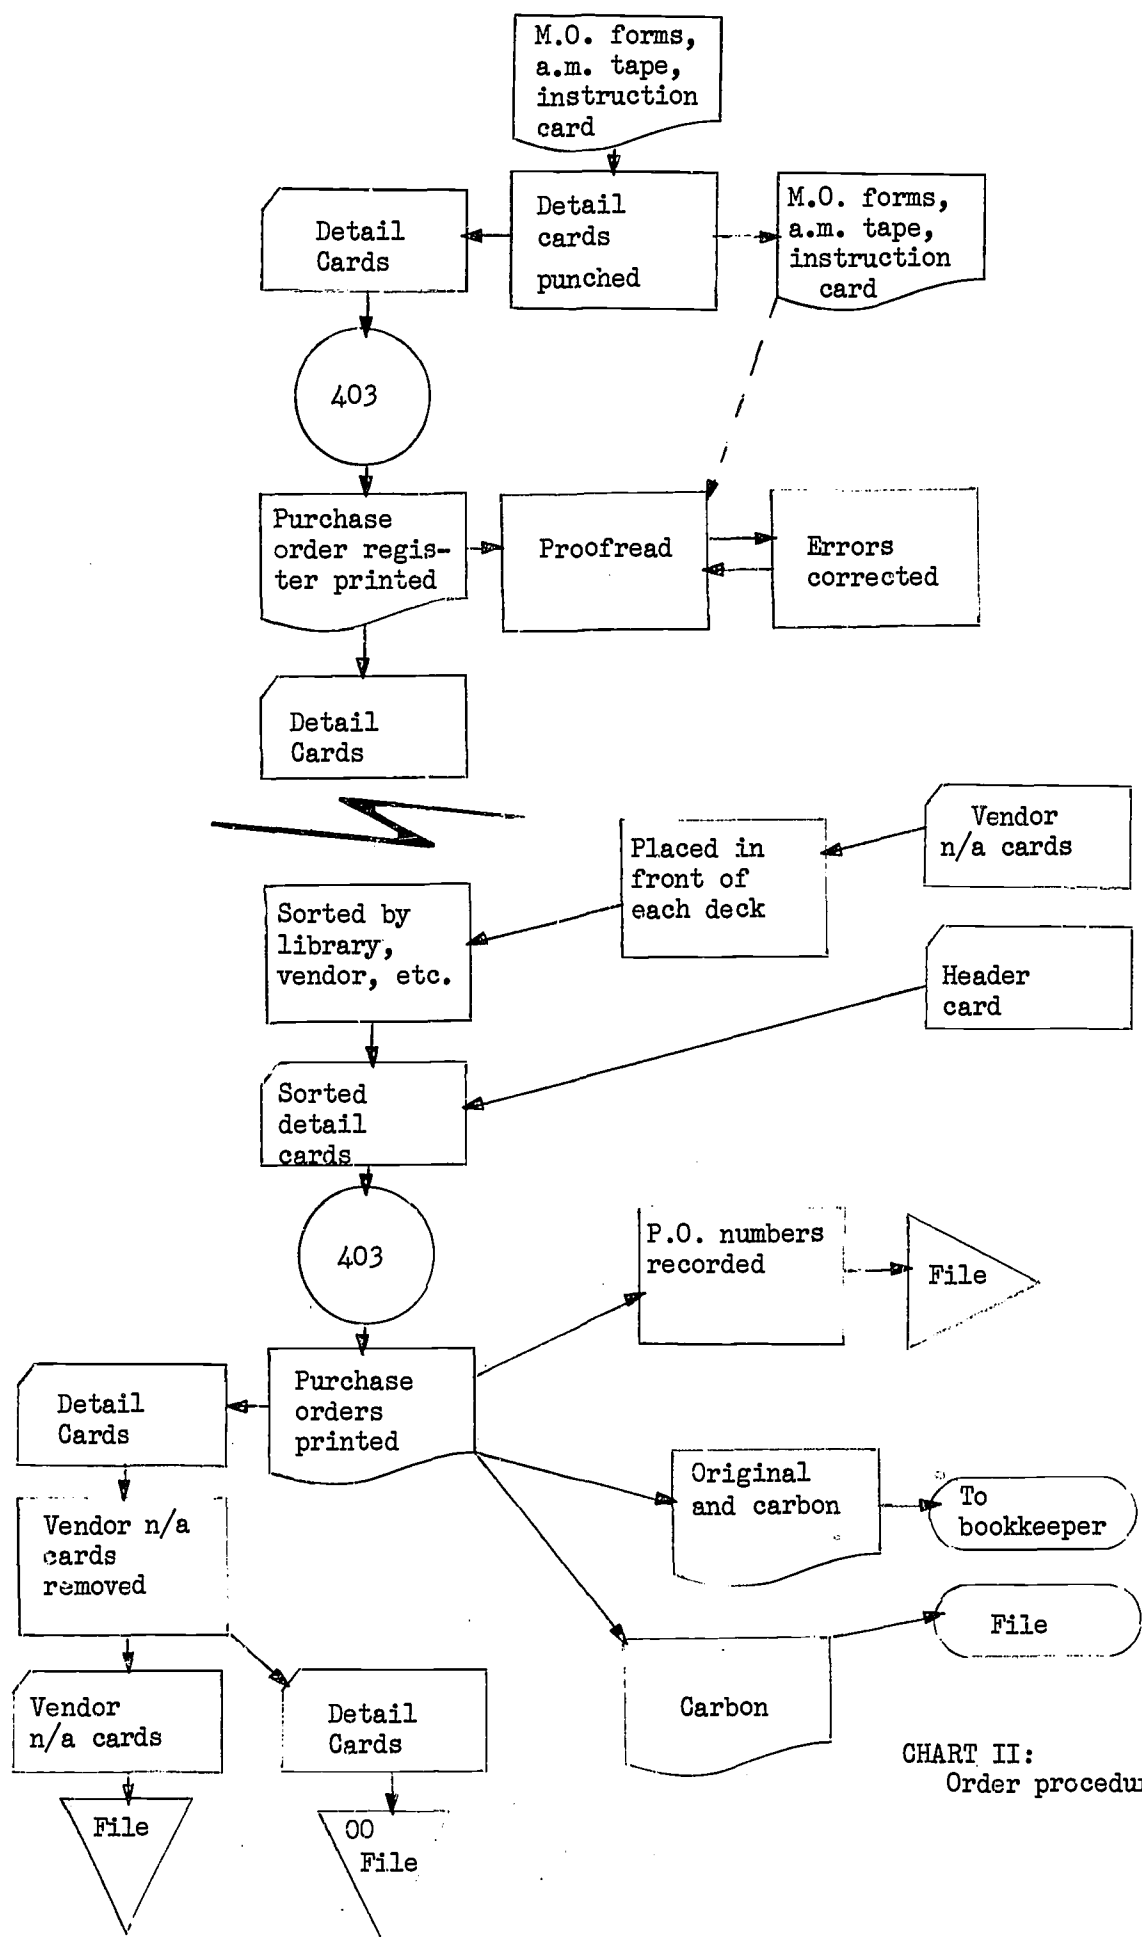 M.O. forms,
a.m. tape,
instruction
card
Detail
Cards
Detail
cards
punched
M.O. forms,
a.m. tape,
instruction
card
403
Purchase
order regis-
ter printed
Proofread
Errors
corrected
Detail
Cards
Vendor
n/a cards
Placed in
front of
each deck
Sorted by
library,
vendor, etc.
Header
card
Sorted
detail
cards
403
P.O. numbers
recorded
File
Purchase
orders
printed
Detail
Cards
Original
and carbon
To
bookkeeper
Vendor n/a
cards
removed
File
Carbon
Vendor
n/a cards
Detail
Cards
CHART II:
Order procedu
File
OO
File